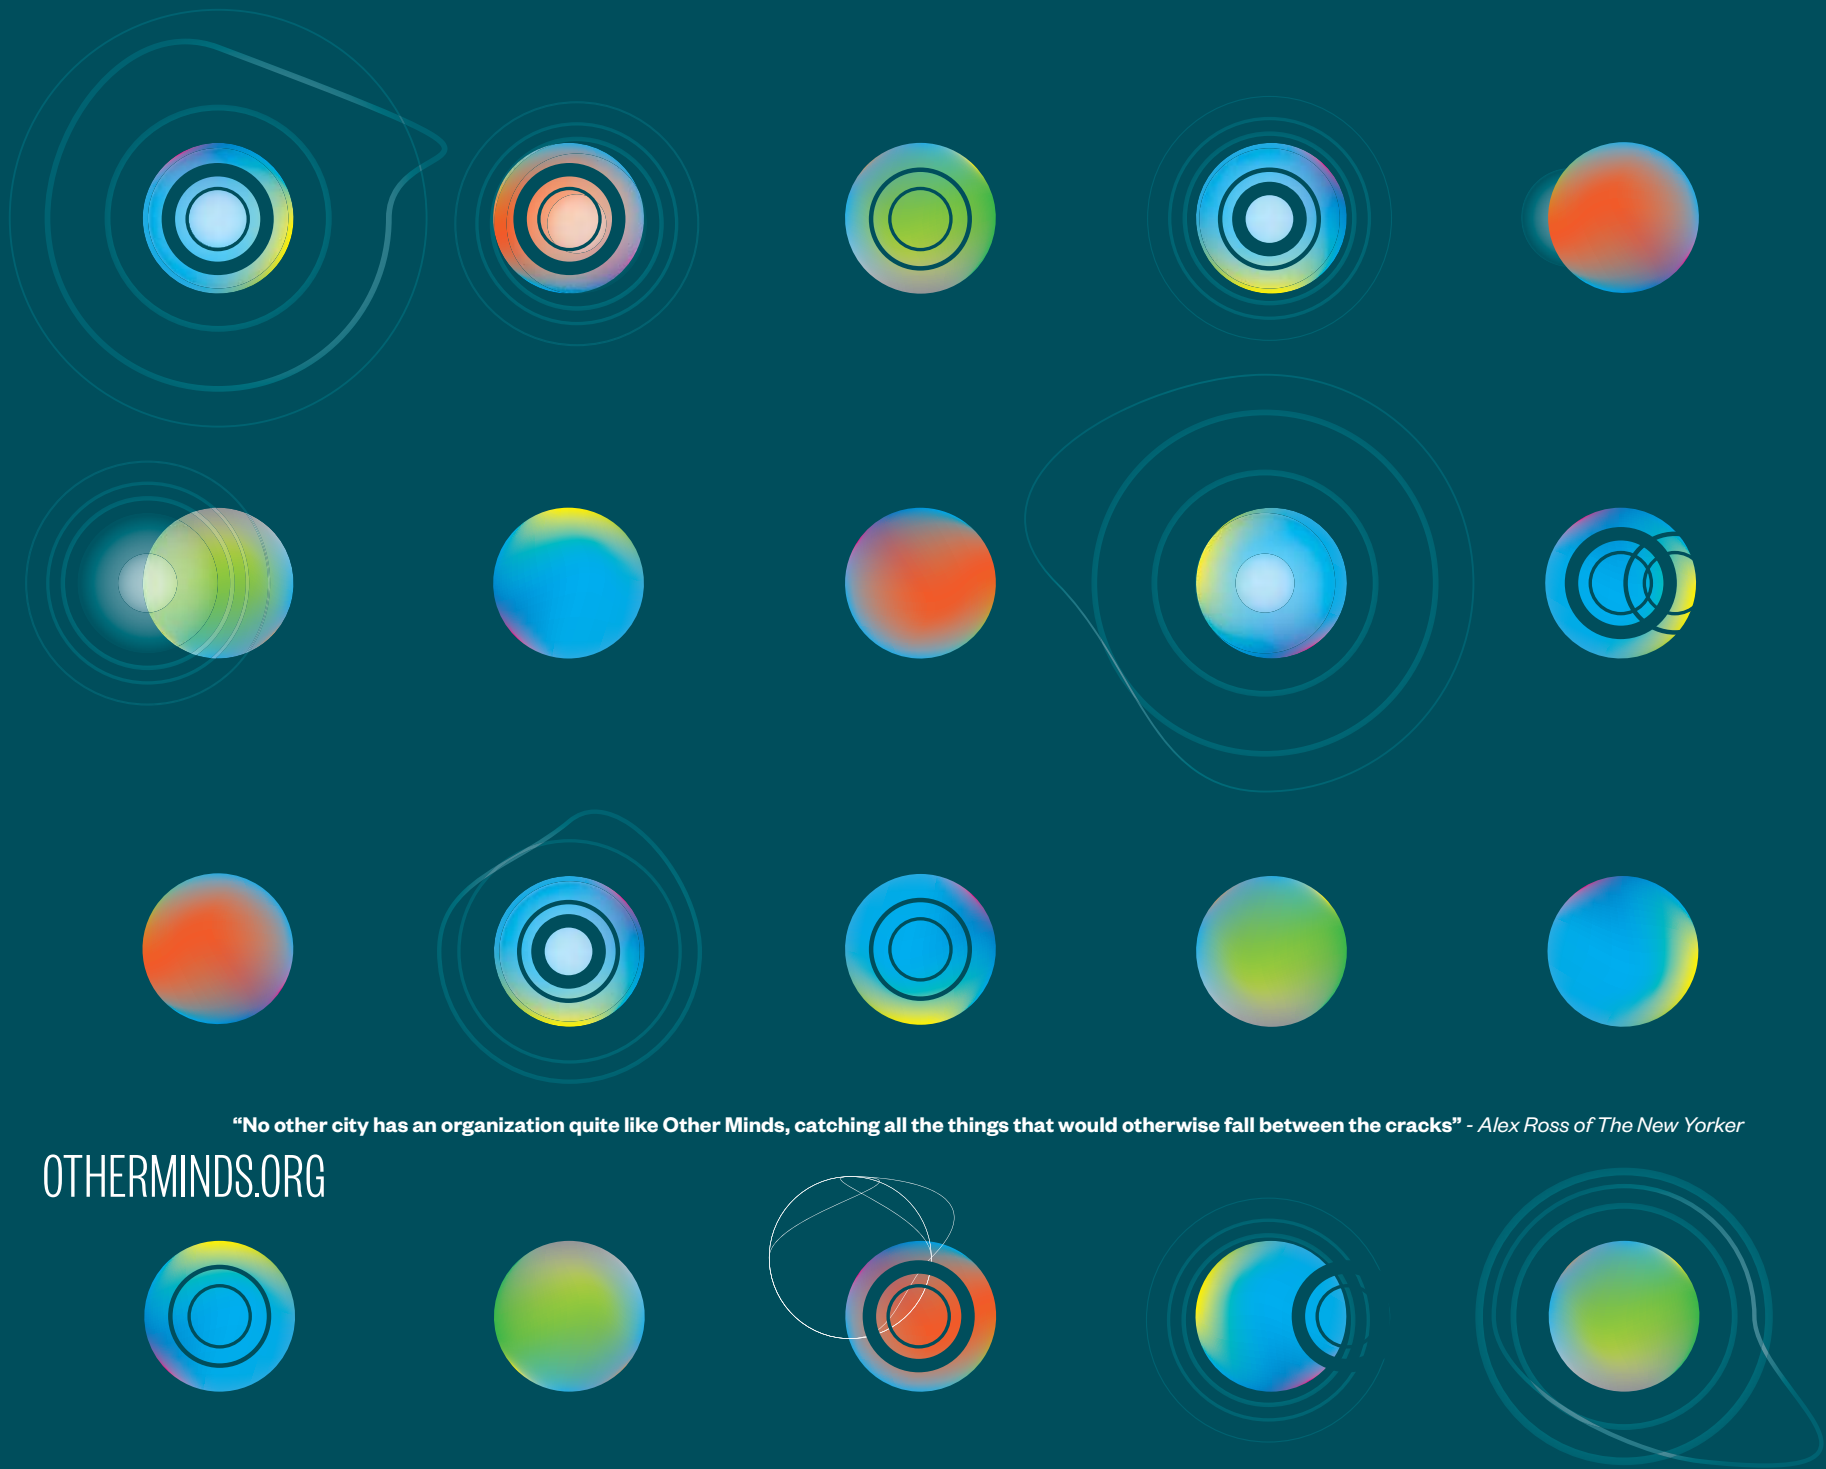 “No other city has an organization quite like Other Minds, catching all the things that would otherwise fall between the cracks” - Alex Ross of The New Yorker
OTHERMINDS.ORG